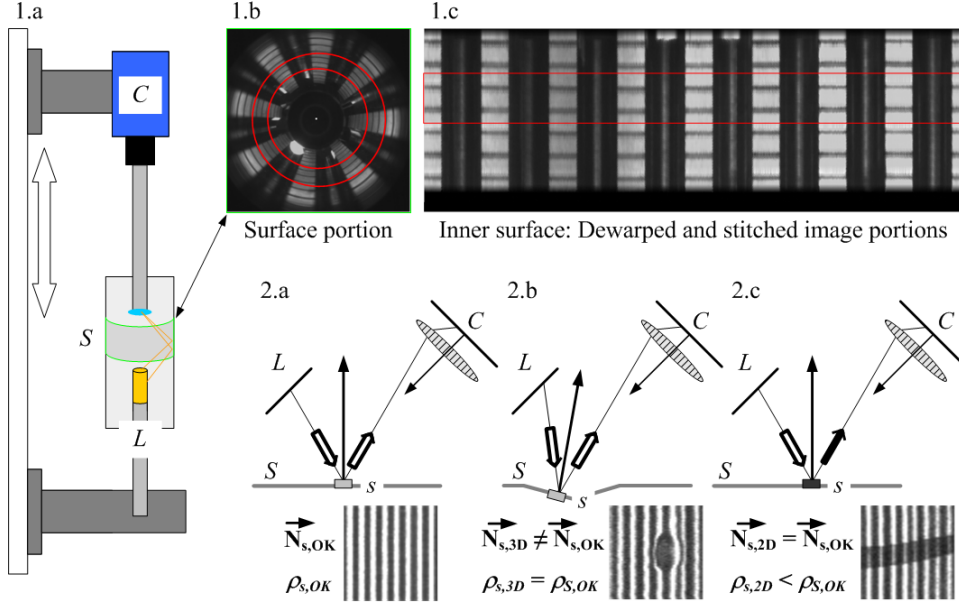 1.a
1.b
1.c
C
Surface portion
Inner surface: Dewarped and stitched image portions
S
L
2.a
2.b
2.c
C
C
L
L
L
S
s
S
s
S
s
N⃗s,OK
N⃗s,3D ≠ N⃗s,OK
N⃗s,2D = N⃗s,OK
ρs,OK
ρs,3D = ρS,OK
ρs,2D < ρS,OK